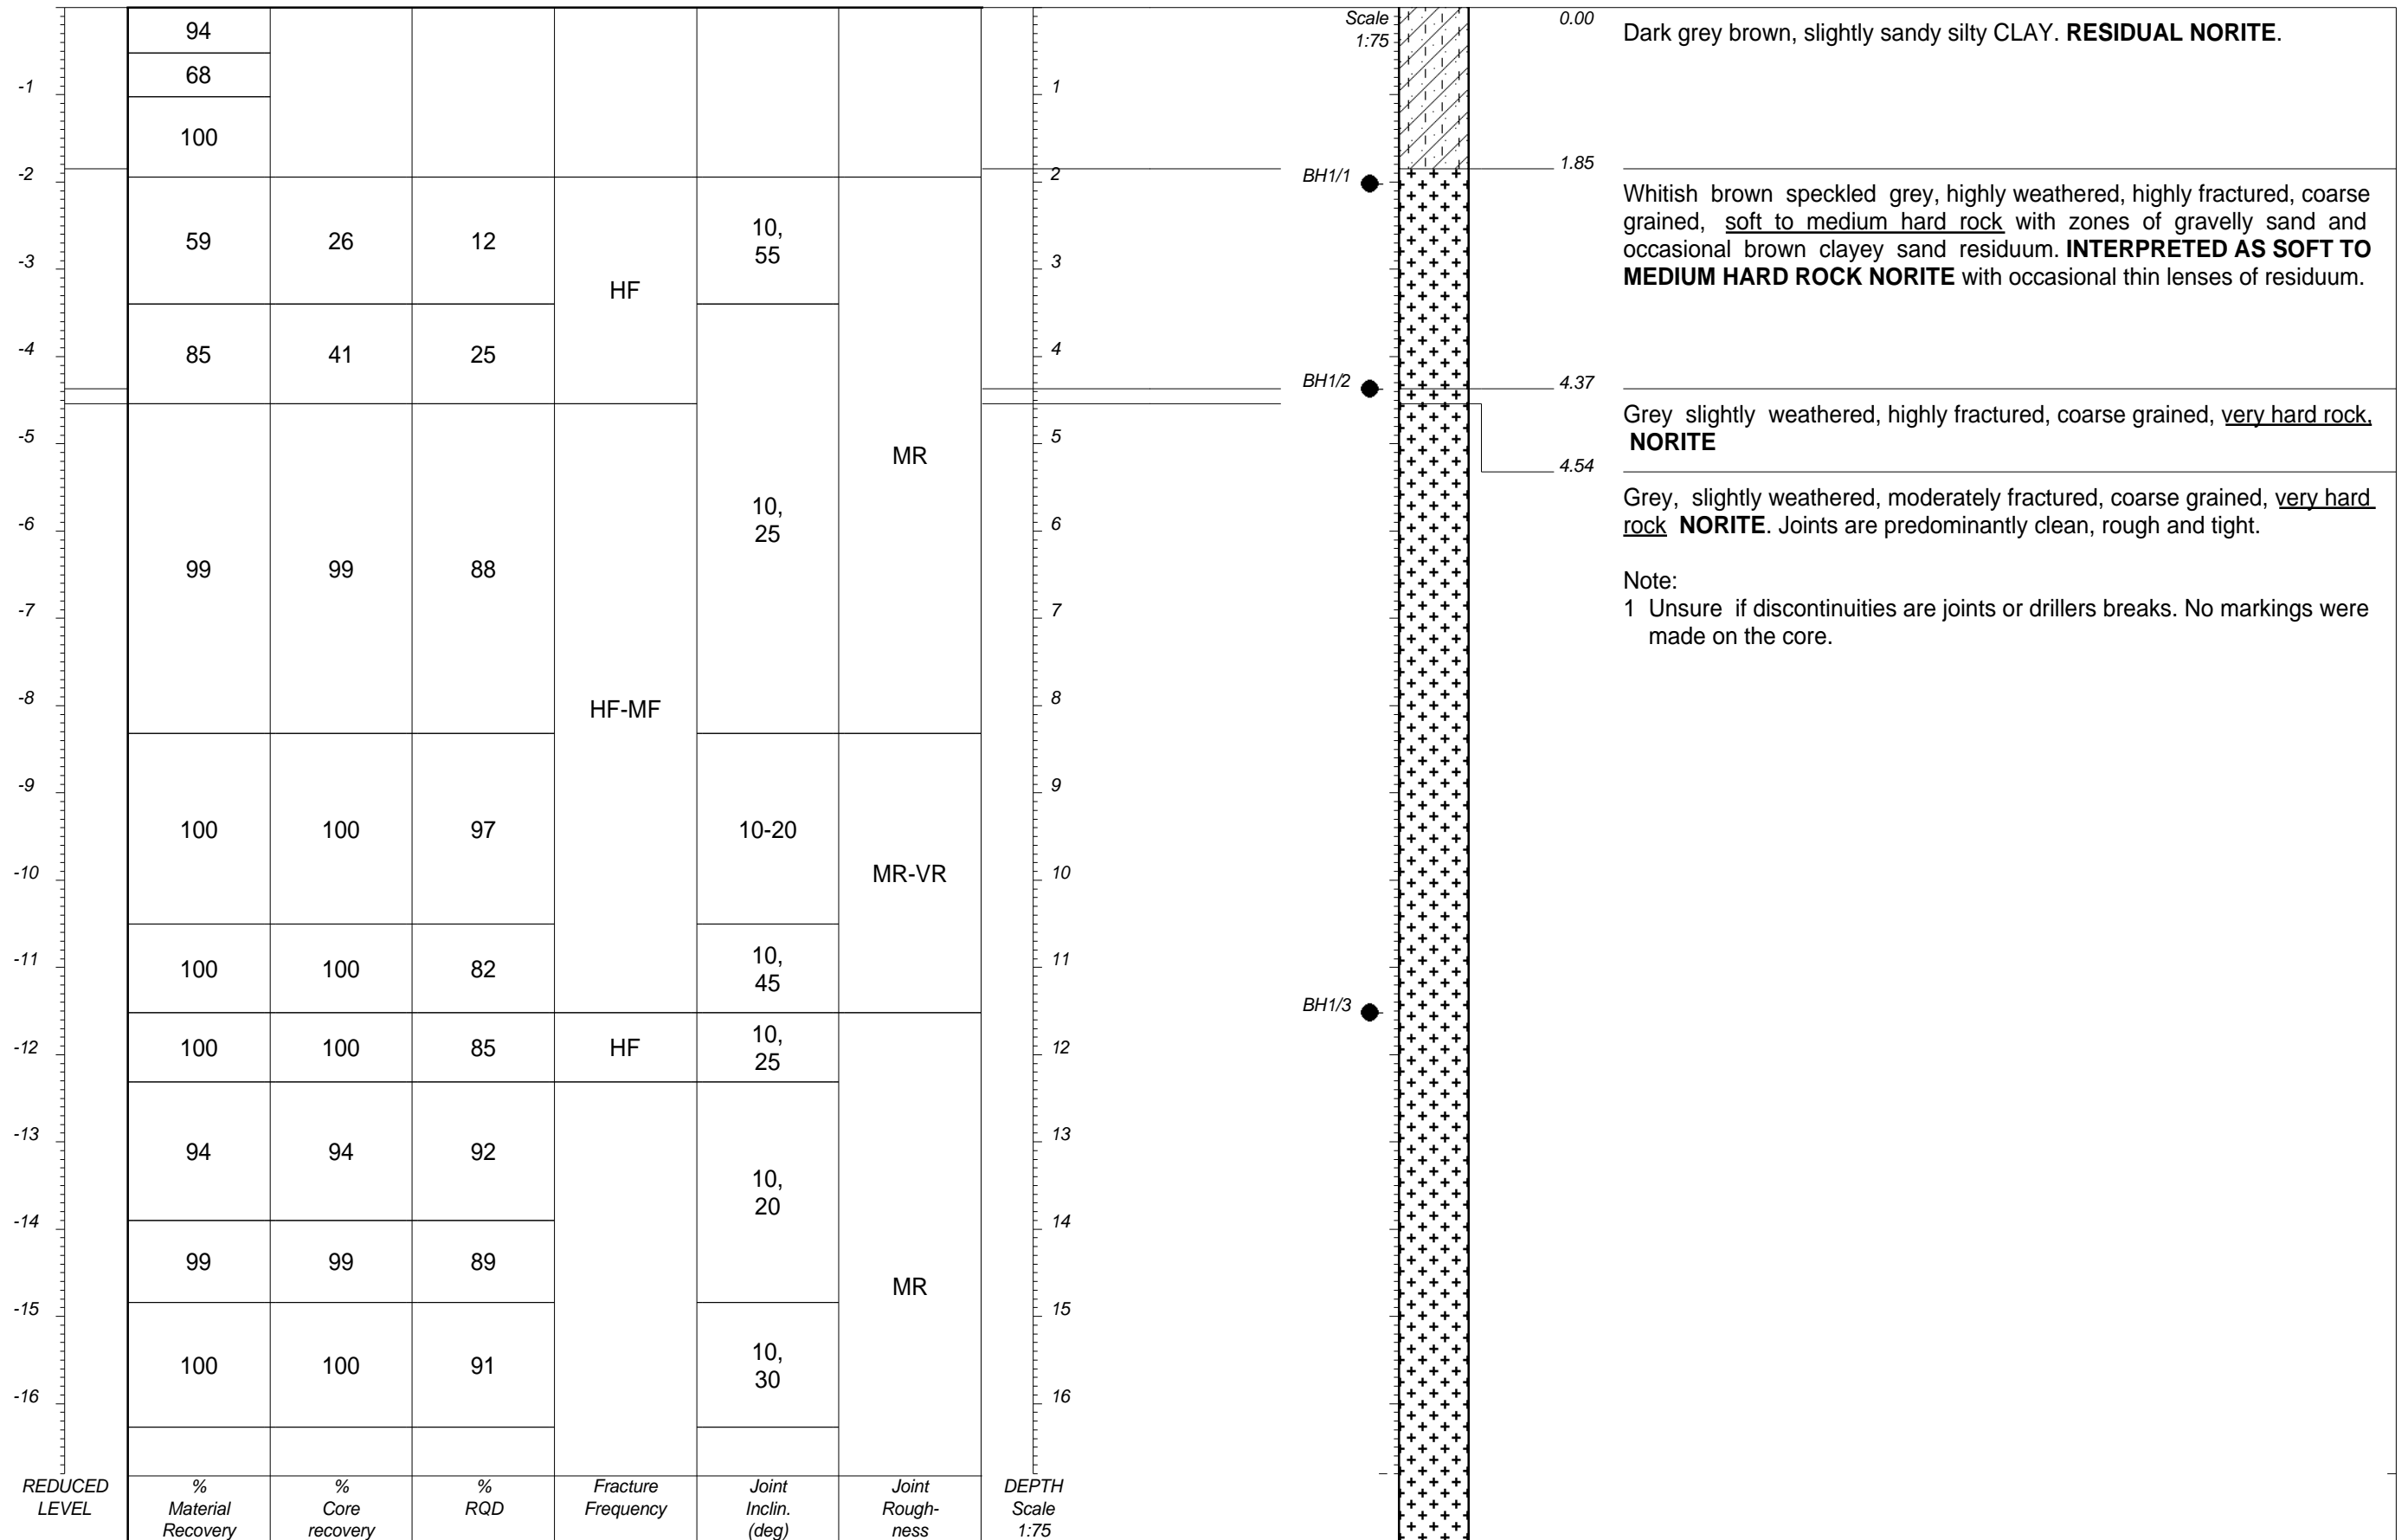 94
68
100
59
26
12
HF
10,
55
MR
85
41
25
10,
25
99
99
88
HF-MF
100
100
97
10-20
MR-VR
100
100
82
10,
45
100
100
85
HF
10,
25
MR
94
94
92
10,
20
99
99
89
100
100
91
10,
30
-1
-2
-3
-4
-5
-6
-7
-8
-9
-10
-11
-12
-13
-14
-15
-16
REDUCED
LEVEL
%
Material
Recovery
%
Core
recovery
%
RQD
Fracture
Frequency
Joint
Inclin.
(deg)
Joint
Rough-
ness
DEPTH
Scale
1:75
1
2
3
4
5
6
7
8
9
10
11
12
13
14
15
16
Scale
1:75
BH1/1
BH1/2
BH1/3
0.00
Dark grey brown, slightly sandy silty CLAY. RESIDUAL NORITE.
1.85
Whitish brown speckled grey, highly weathered, highly fractured, coarse
grained, soft to medium hard rock with zones of gravelly sand and
occasional brown clayey sand residuum. INTERPRETED AS SOFT TO
MEDIUM HARD ROCK NORITE with occasional thin lenses of residuum.
4.37
Grey slightly weathered, highly fractured, coarse grained, very hard rock,
NORITE
4.54
Grey, slightly weathered, moderately fractured, coarse grained, very hard
rock NORITE. Joints are predominantly clean, rough and tight.
Note:
1 Unsure if discontinuities are joints or drillers breaks. No markings were
made on the core.